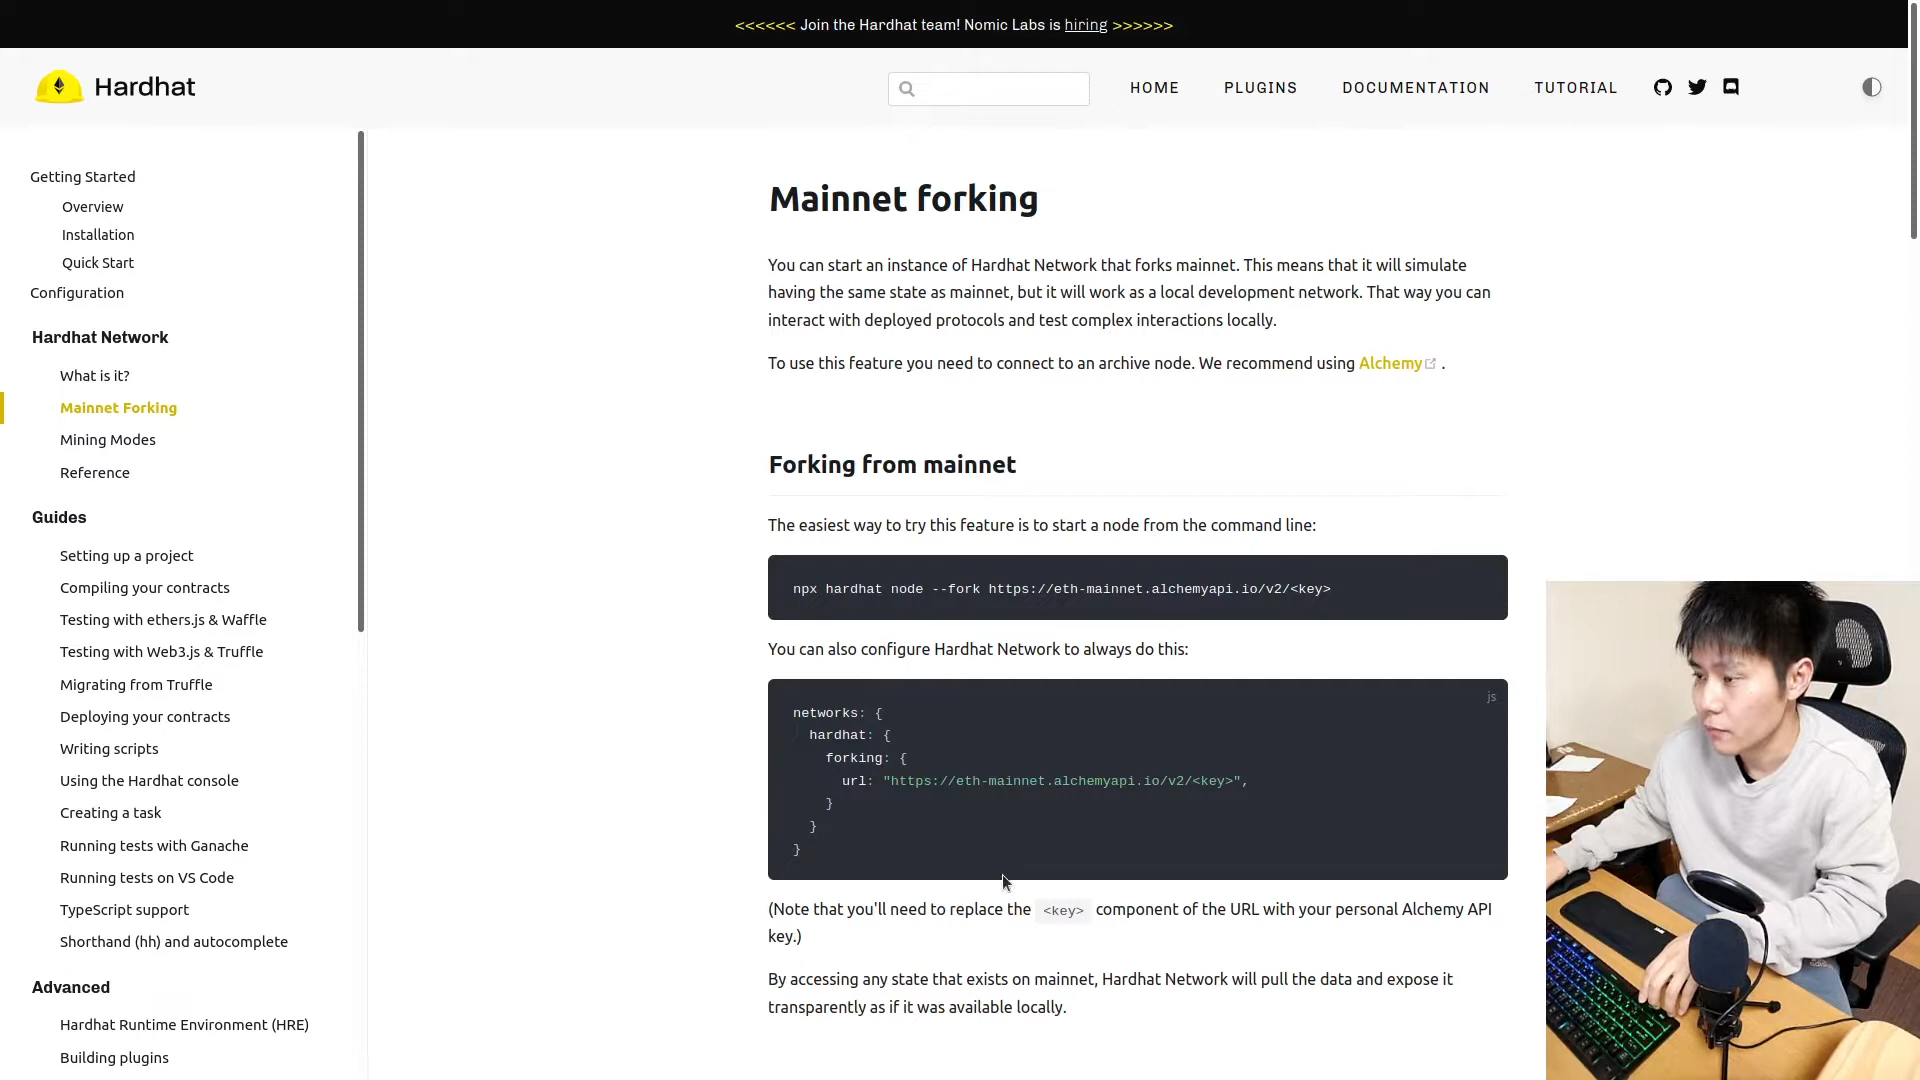 <<<<<< Join the Hardhat team! Nomic Labs is hiring >>>>>>
Hardhat
HOME
PLUGINS
DOCUMENTATION
TUTORIAL
Getting Started
Overview
Installation
Quick Start
Configuration
Hardhat Network
What is it?
Mainnet Forking
Mining Modes
Reference
Guides
Setting up a project
Compiling your contracts
Testing with ethers.js & Waffle
Testing with Web3.js & Truffle
Migrating from Truffle
Deploying your contracts
Writing scripts
Using the Hardhat console
Creating a task
Running tests with Ganache
Running tests on VS Code
TypeScript support
Shorthand (hh) and autocomplete
Advanced
Hardhat Runtime Environment (HRE)
Building plugins
Mainnet forking
You can start an instance of Hardhat Network that forks mainnet. This means that it will simulate
having the same state as mainnet, but it will work as a local development network. That way you can
interact with deployed protocols and test complex interactions locally.
To use this feature you need to connect to an archive node. We recommend using Alchemy .
Forking from mainnet
The easiest way to try this feature is to start a node from the command line:
npx hardhat node --fork https://eth-mainnet.alchemyapi.io/v2/<key>
You can also configure Hardhat Network to always do this:
js
networks: {
hardhat: {
forking: {
url: "https://eth-mainnet.alchemyapi.io/v2/<key>",
}
}
}
(Note that you'll need to replace the <key> component of the URL with your personal Alchemy API
key.)
By accessing any state that exists on mainnet, Hardhat Network will pull the data and expose it
transparently as if it was available locally.